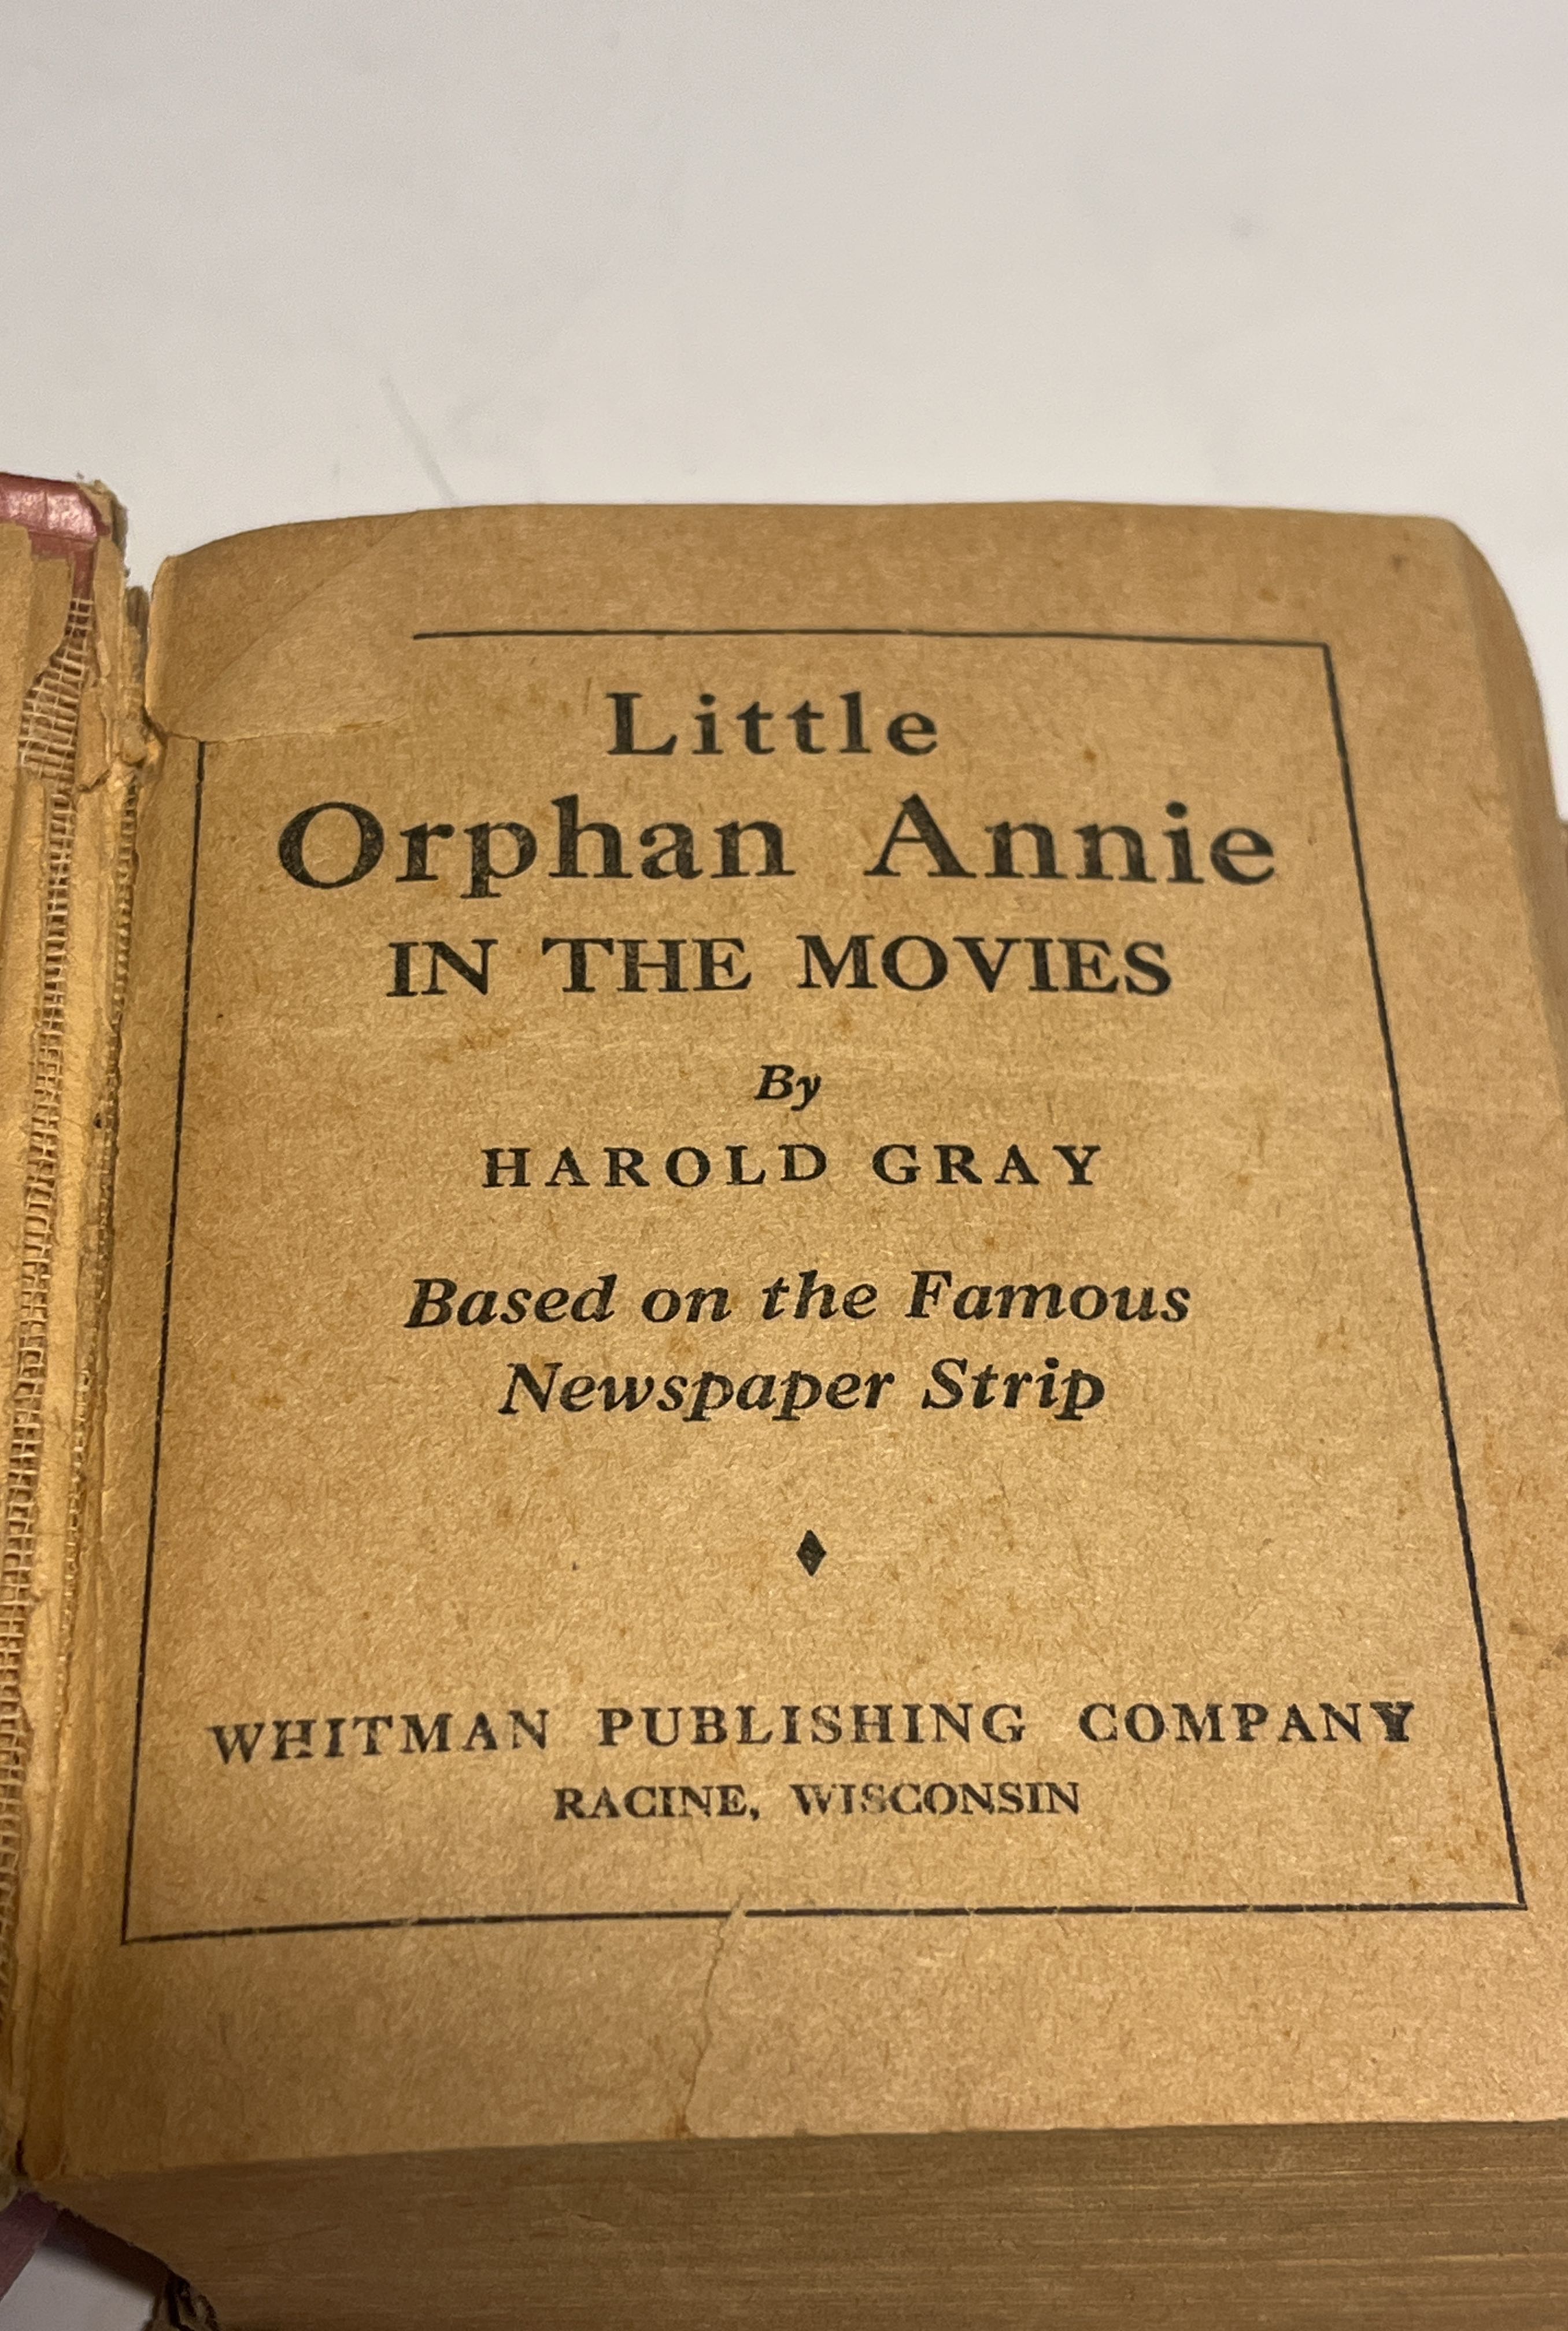 Little
Orphan Annie
IN THE MOVIES
By
HAROLD GRAY
Based on the Famous
Newspaper Strip
WHITMAN PUBLISHING COMPANY
RACINE, WISCONSIN